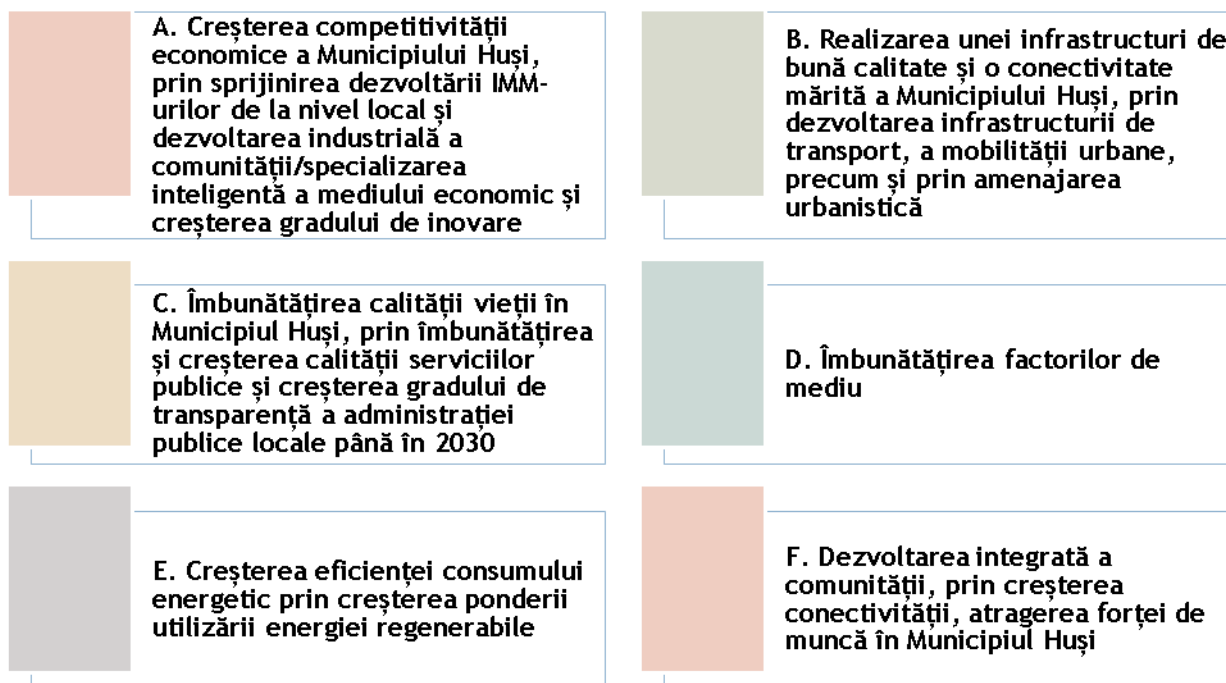 A. Creșterea competitivității
economice a Municipiului Huși,
prin sprijinirea dezvoltării IMM-
urilor de la nivel local și
dezvoltarea industrială a
comunității/specializarea
inteligentă a mediului economic și
creșterea gradului de inovare
B. Realizarea unei infrastructuri de
bună calitate și o conectivitate
mărită a Municipiului Huși, prin
dezvoltarea infrastructurii de
transport, a mobilității urbane,
precum și prin amenajarea
urbanistică
C. Îmbunătățirea calității vieții în
Municipiul Huși, prin îmbunătățirea
și creșterea calității serviciilor
publice și creșterea gradului de
transparență a administrației
publice locale până în 2030
D. Îmbunătățirea factorilor de
mediu
E. Creșterea eficienței consumului
energetic prin creșterea ponderii
utilizării energiei regenerabile
F. Dezvoltarea integrată a
comunității, prin creșterea
conectivității, atragerea forței de
muncă în Municipiul Huși